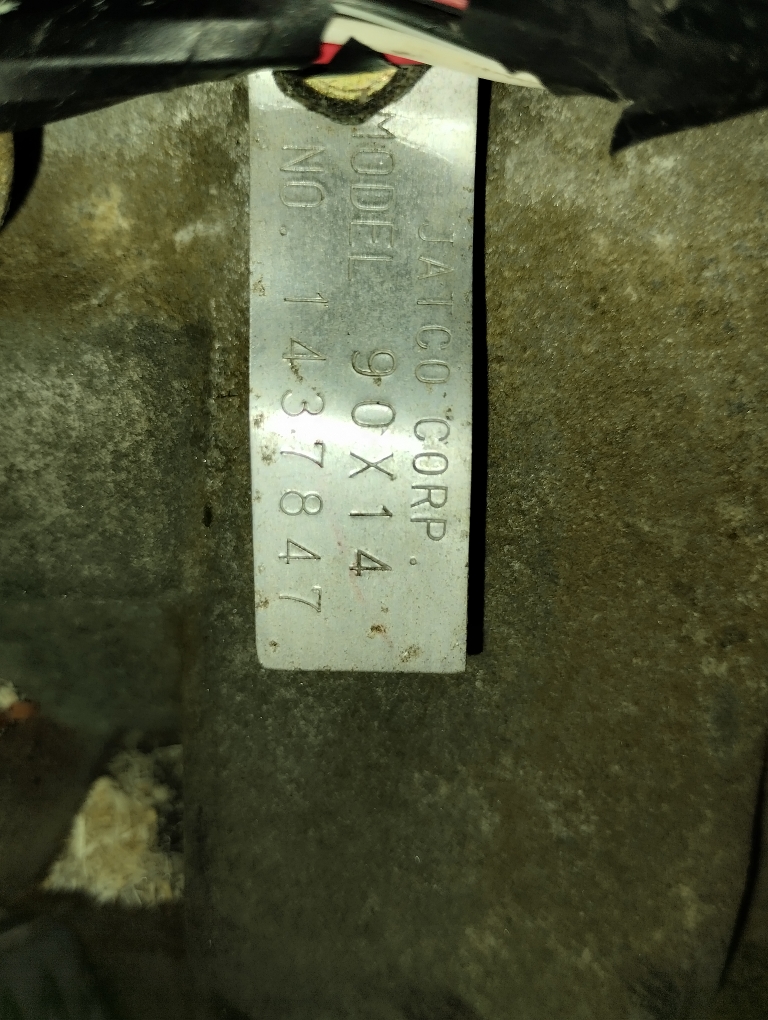 JATCO CORP.
MODEL 90X14
NO. 1437847